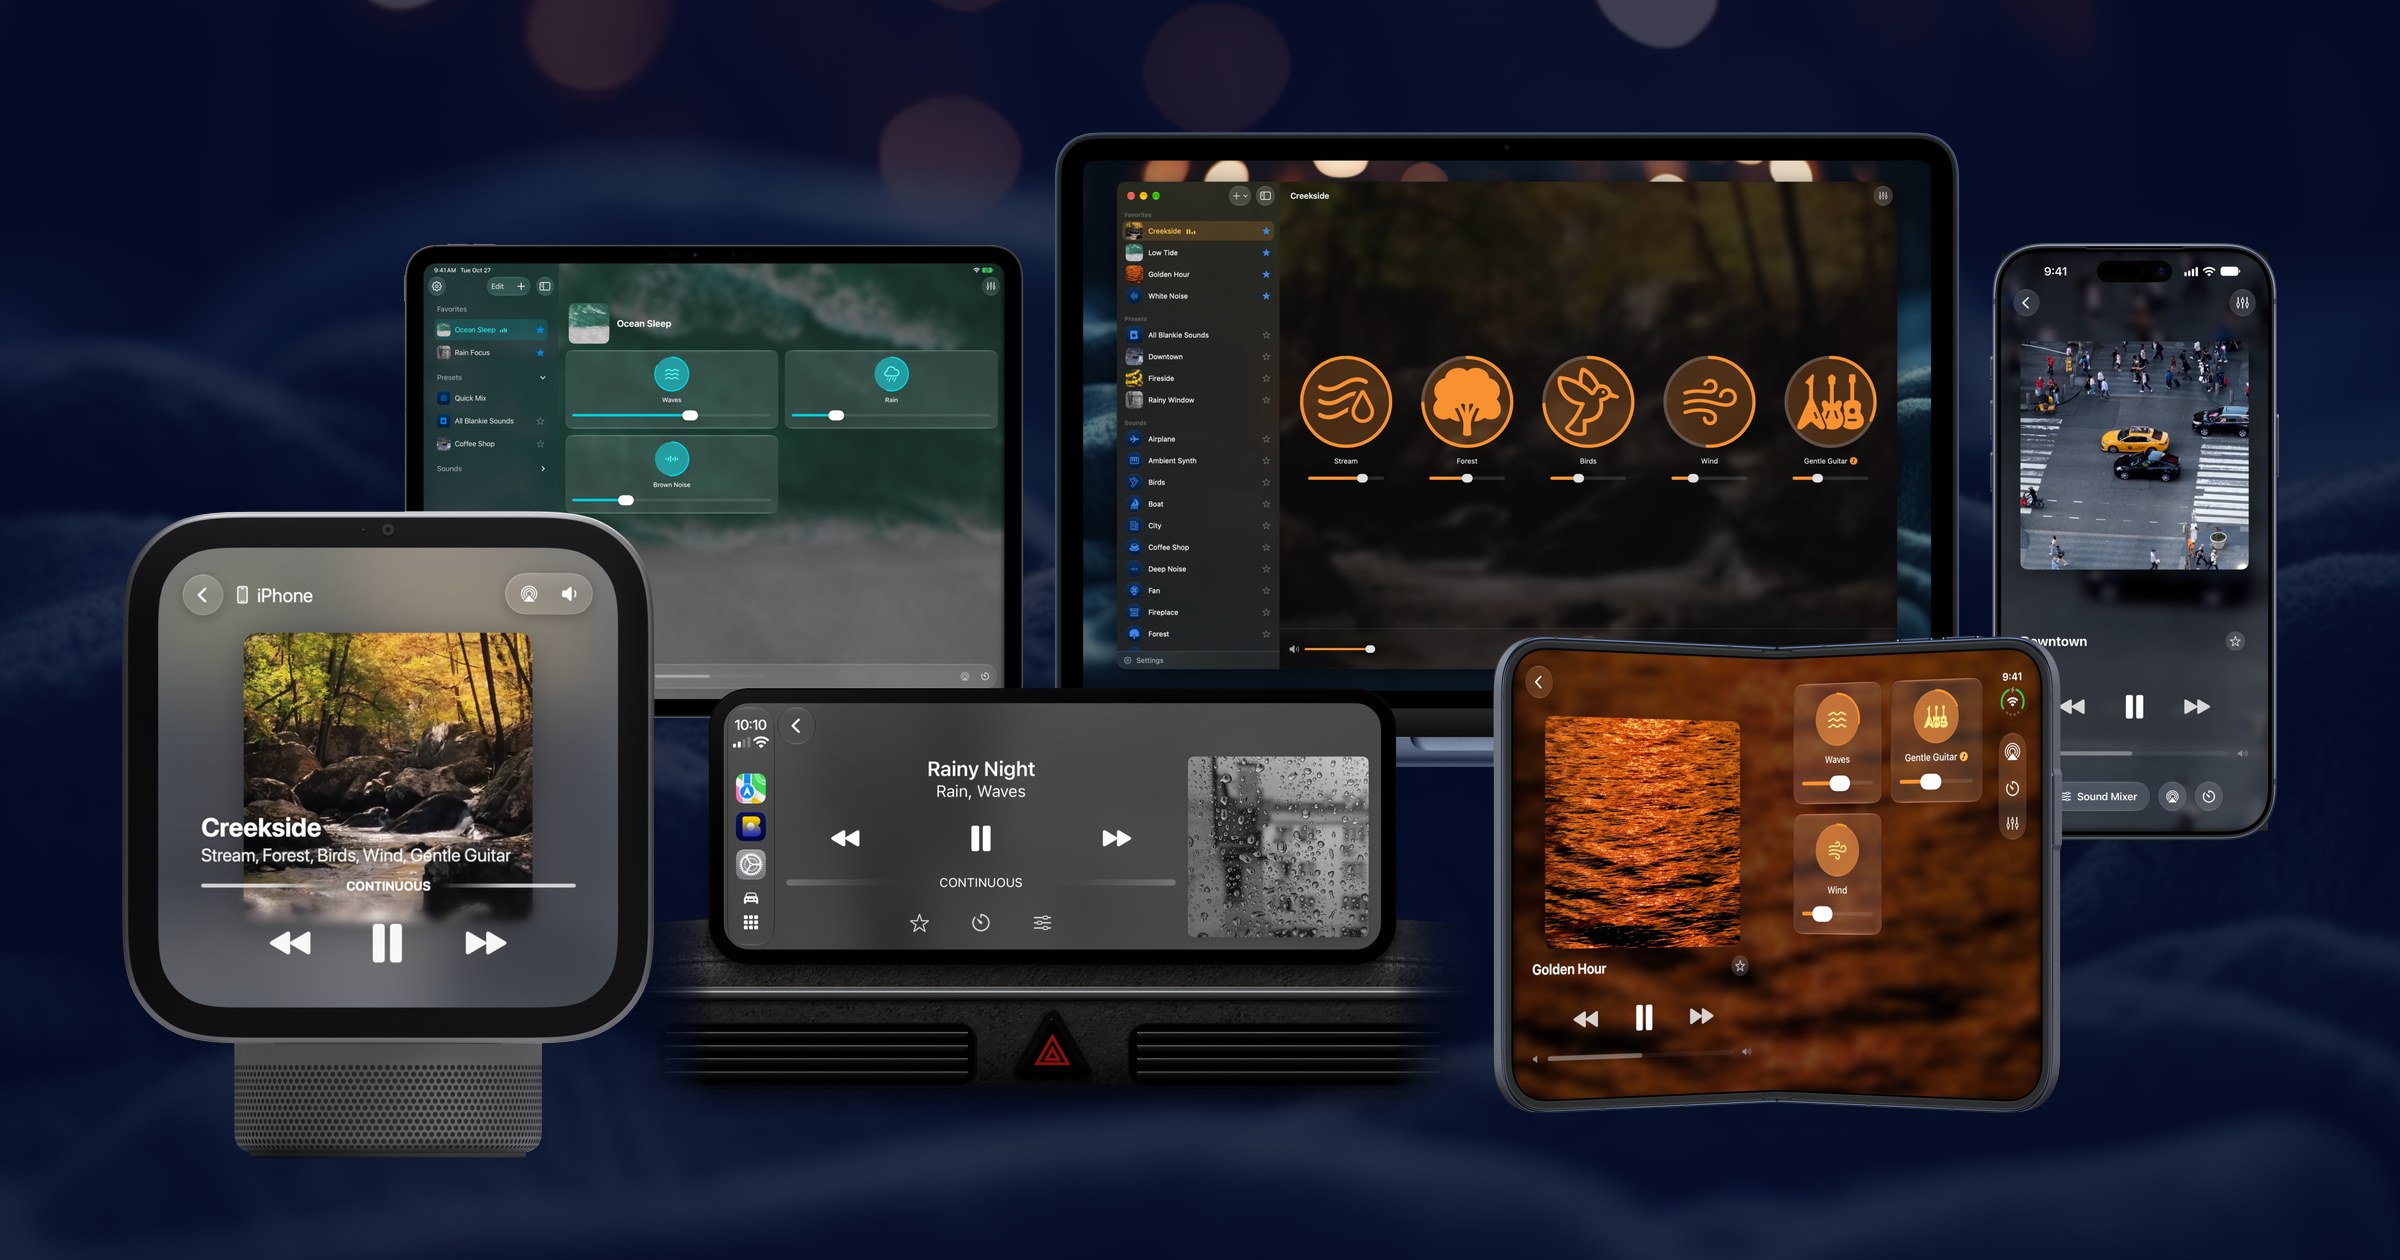 9:41 AM Tue Oct 27
Edit
Favorites
Ocean Sleep
Rain Focus
Presets
Quick Mix
All Blankie Sounds
Coffee Shop
Sounds
Ocean Sleep
Waves
Rain
Brown Noise
Creekside
Favorites
Creekside
Low Tide
Golden Hour
White Noise
Presets
All Blankie Sounds
Downtown
Fireside
Rainy Window
Sounds
Airplane
Ambient Synth
Birds
Boat
City
Coffee Shop
Deep Noise
Fan
Fireplace
Forest
Settings
Stream
Forest
Birds
Wind
Gentle Guitar
9:41
Downtown
Sound Mixer
iPhone
Creekside
Stream, Forest, Birds, Wind, Gentle Guitar
CONTINUOUS
10:10
Rainy Night
Rain, Waves
CONTINUOUS
9:41
Waves
Gentle Guitar
Wind
Golden Hour